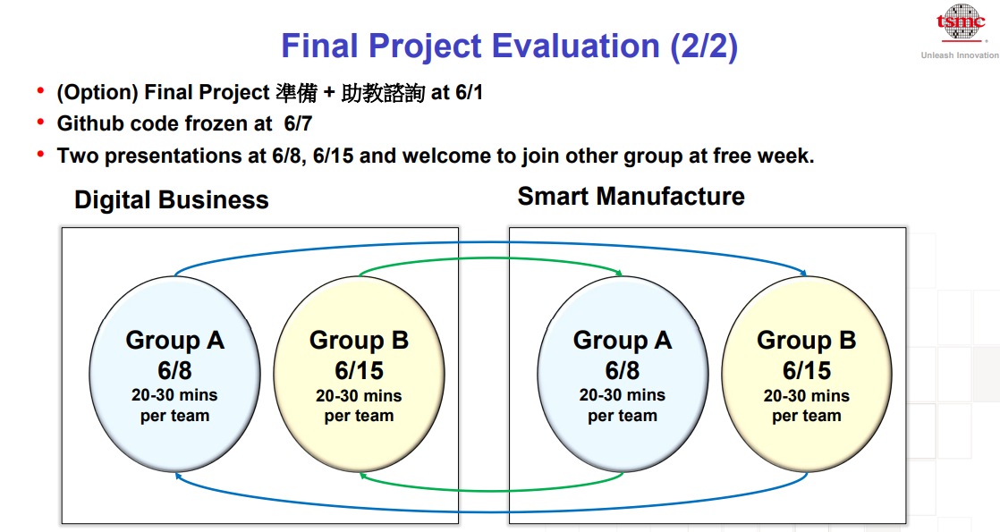 tsmc
Unleash Innovation
Final Project Evaluation (2/2)
• (Option) Final Project 準備 + 助教諮詢 at 6/1
• Github code frozen at 6/7
• Two presentations at 6/8, 6/15 and welcome to join other group at free week.
Digital Business
Smart Manufacture
Group A
6/8
20-30 mins
per team
Group B
6/15
20-30 mins
per team
Group A
6/8
20-30 mins
per team
Group B
6/15
20-30 mins
per team